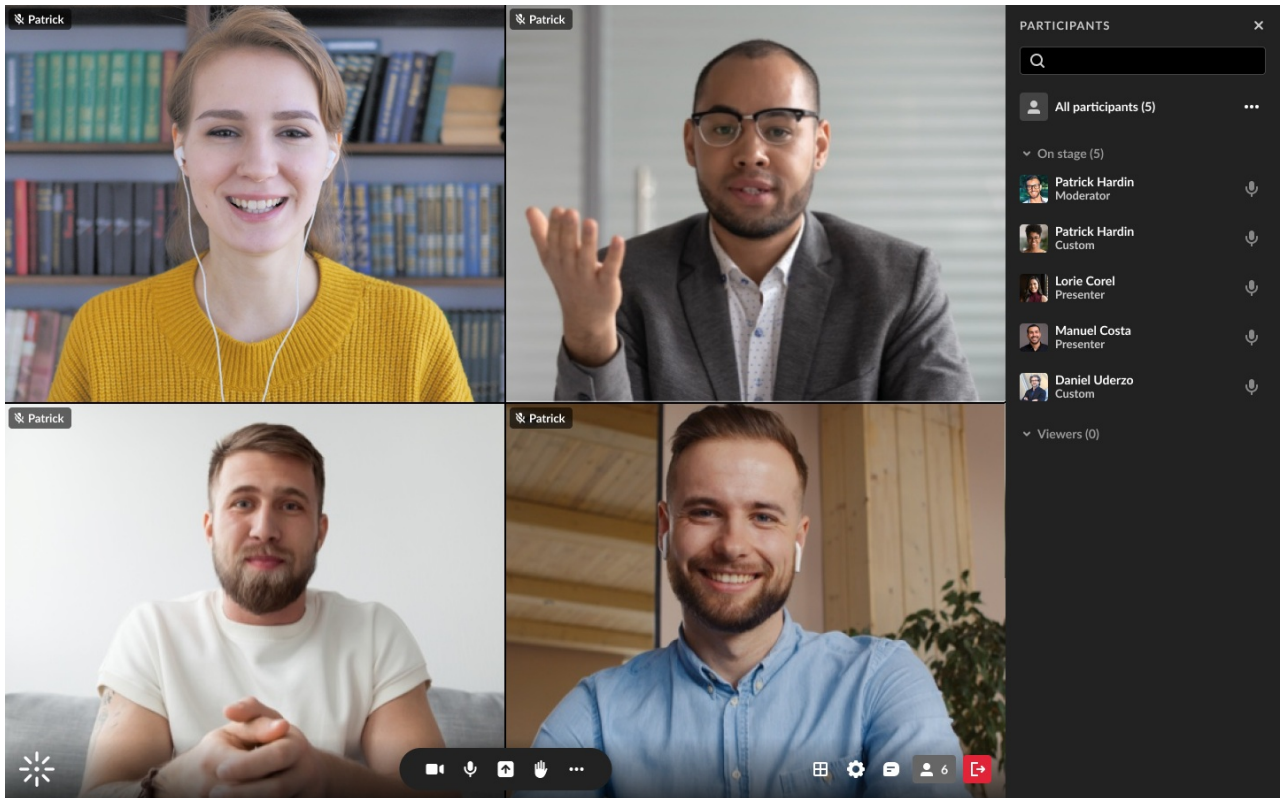 Patrick
Patrick
Patrick
Patrick
6
PARTICIPANTS
All participants (5)
On stage (5)
Patrick Hardin
Moderator
Patrick Hardin
Custom
Lorie Corel
Presenter
Manuel Costa
Presenter
Daniel Uderzo
Custom
Viewers (0)